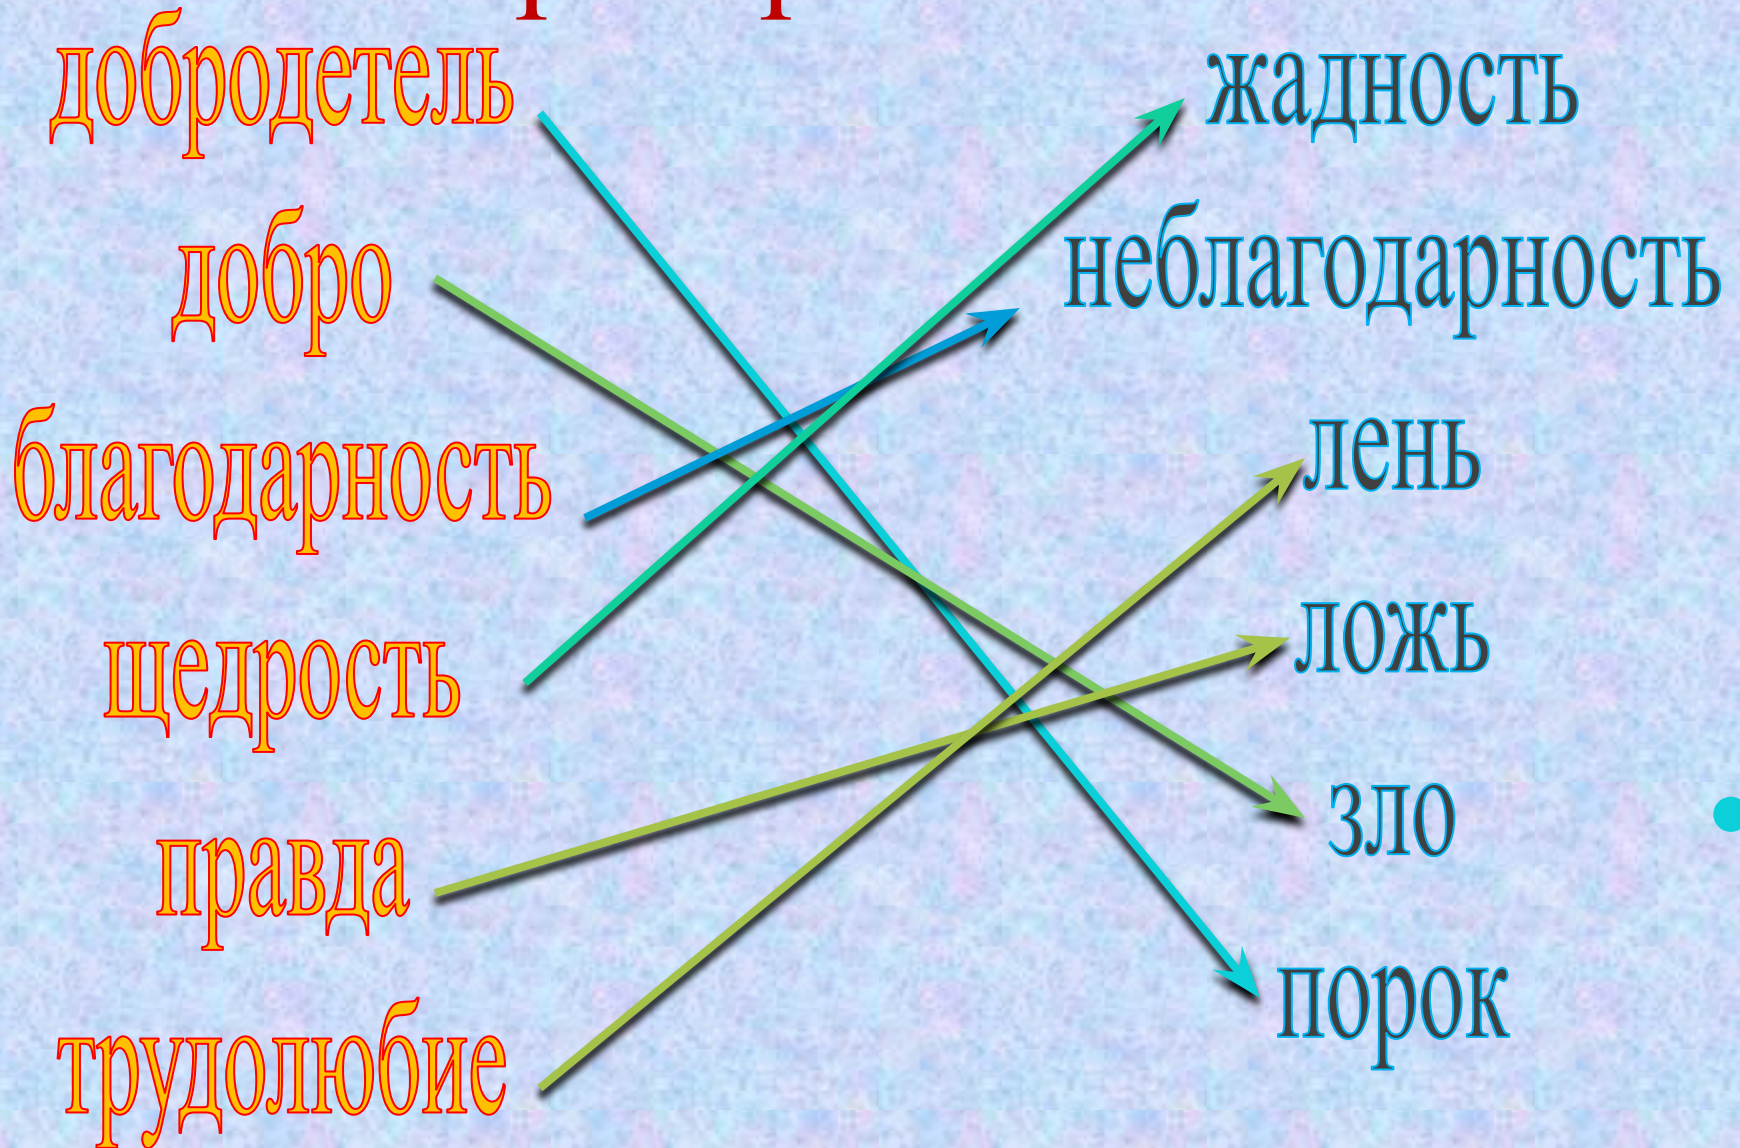 добродетель
добро
благодарность
щедрость
правда
трудолюбие
жадность
неблагодарность
лень
ложь
зло
порок